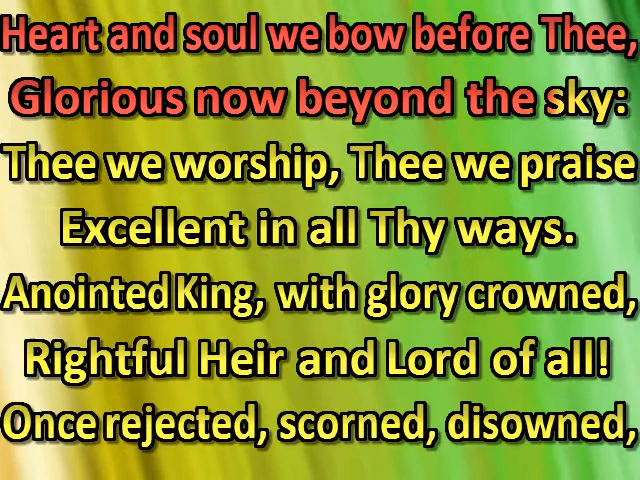 Heart and soul we bow before Thee,
Glorious now beyond the sky:
Thee we worship, Thee we praise
Excellent in all Thy ways.
Anointed King, with glory crowned,
Rightful Heir and Lord of all!
Once rejected, scorned, disowned,